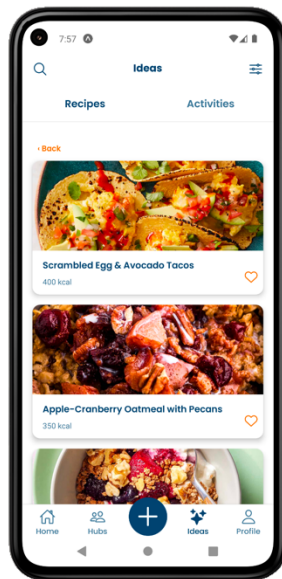 7:57
Ideas
Recipes
Activities
‹ Back
Scrambled Egg & Avocado Tacos
400 kcal
Apple-Cranberry Oatmeal with Pecans
350 kcal
Home
Hubs
Ideas
Profile